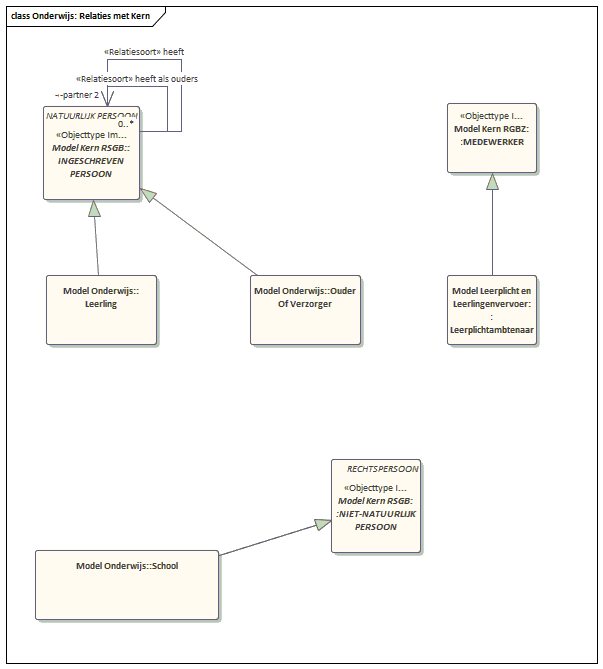 class Onderwijs: Relaties met Kern
«Relatiesoort» heeft
«Relatiesoort» heeft als ouders
-~partner 2
NATUURLIJK PERSOON
0..*
«Objecttype Im...
Model Kern RSGB::
INGESCHREVEN
PERSOON
«Objecttype I...
Model Kern RGBZ:
:MEDEWERKER
Model Onderwijs::
Leerling
Model Onderwijs::Ouder
Of Verzorger
Model Leerplicht en
Leerlingenvervoer:
:
Leerplichtambtenaar
RECHTSPERSOON
«Objecttype I...
Model Kern RSGB:
:NIET-NATUURLIJK
PERSOON
Model Onderwijs::School